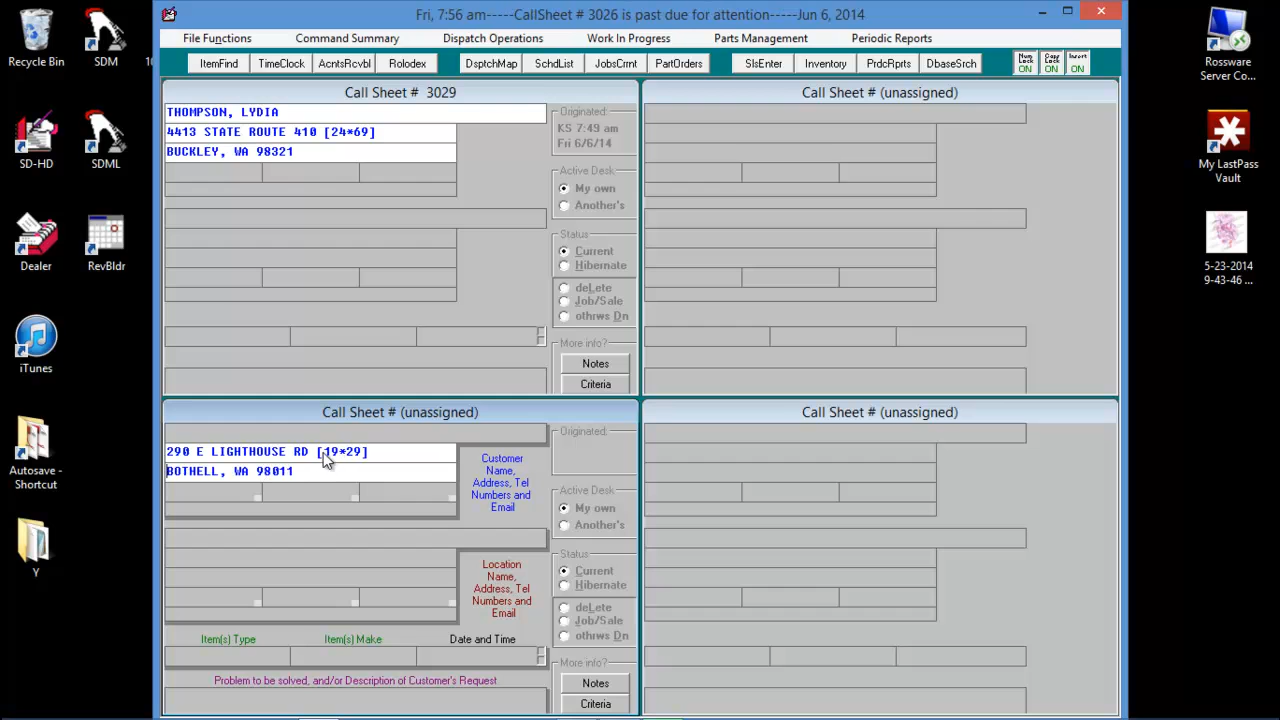 Fri, 7:56 am----CallSheet # 3026 is past due for attention-----Jun 6, 2014
File Functions Command Summary Dispatch Operations Work In Progress Parts Management Periodic Reports
ItemFind TimeClock Rolodex DsptchMap SchdList JobsCrrnt PartOrders SlsEnter Inventory PrdcRprts DbaseSrch
Num Lock ON Caps Lock ON Insert ON
Recycle Bin
SDM
SD-HD
SDML
Dealer
RevBldr
iTunes
Autosave - Shortcut
Y
Rossware Server Co...
My LastPass Vault
5-23-2014 9-43-46 ...
Call Sheet # 3029
THOMPSON, LYDIA
4413 STATE ROUTE 410 [24*69]
BUCKLEY, WA 98321
Originated:
KS 7:49 am
Fri 6/6/14
Active Desk
My own
Another's
Status
Current
Hibernate
deLete
Job/Sale
othrws Dn
More info?
Notes
Criteria
Call Sheet # (unassigned)
Call Sheet # (unassigned)
290 E LIGHTHOUSE RD [19*29]
BOTHELL, WA 98011
Customer
Name,
Address, Tel
Numbers and
Email
Location
Name,
Address, Tel
Numbers and
Email
Item(s) Type Item(s) Make Date and Time
Problem to be solved, and/or Description of Customer's Request
Originated:
Active Desk
My own
Another's
Status
Current
Hibernate
deLete
Job/Sale
othrws Dn
More info?
Notes
Criteria
Call Sheet # (unassigned)